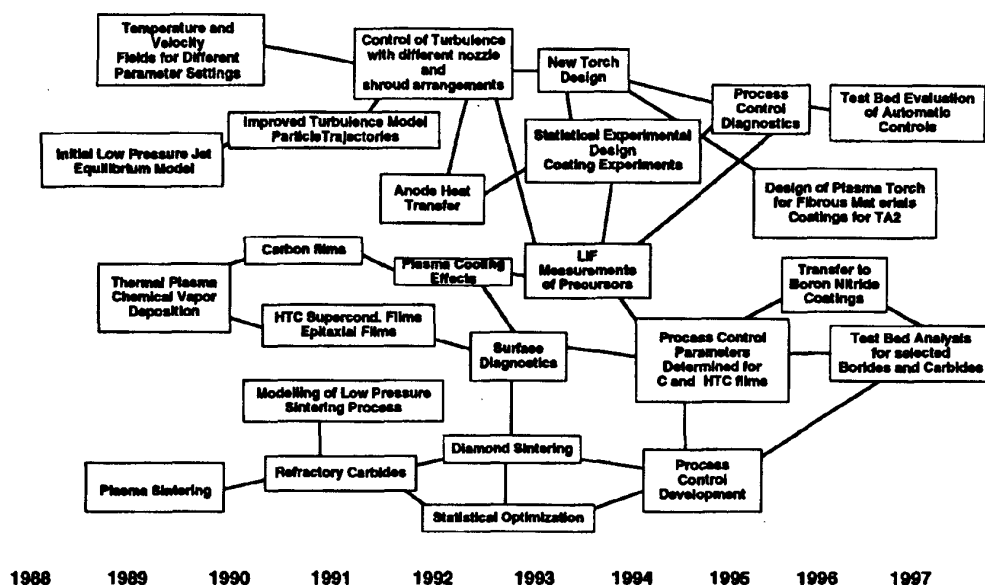 Temperature and
Velocity
Fields for Different
Parameter Settings
Control of Turbulence
with different nozzle
and
shroud arrangements
New Torch
Design
Process
Control
Diagnostics
Test Bed Evaluation
of Automatic
Controls
Improved Turbulence Model
ParticleTrajectories
Statistical Experimental
Design
Coating Experiments
Initial Low Pressure Jet
Equilibrium Model
Anode Heat
Transfer
Design of Plasma Torch
for Fibrous Materials
Coatings for TA2
Carbon films
Plasma Cooling
Effects
LIF
Measurements
of Precursors
Transfer to
Boron Nitride
Coatings
Thermal Plasma
Chemical Vapor
Deposition
HTC Supercond. Films
Epitaxial Films
Surface
Diagnostics
Process Control
Parameters
Determined for
C and HTC films
Test Bed Analysis
for selected
Borides and Carbides
Modelling of Low Pressure
Sintering Process
Diamond Sintering
Plasma Sintering
Refractory Carbides
Process
Control
Development
Statistical Optimization
1988 1989 1990 1991 1992 1993 1994 1995 1996 1997